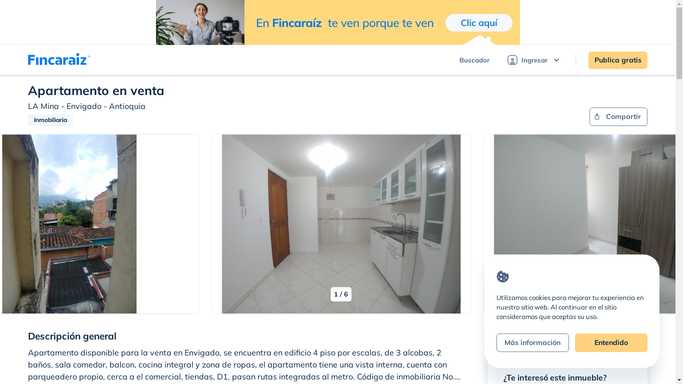 En Fincaraíz te ven porque te ven
Clic aquí
Fincaraíz
Buscador
Ingresar
Publica gratis
Apartamento en venta
LA Mina - Envigado - Antioquia
Inmobiliaria
Compartir
1 / 6
Utilizamos cookies para mejorar tu experiencia en
nuestro sitio web. Al continuar en el sitio
consideramos que aceptas su uso.
Más información
Entendido
Descripción general
Apartamento disponible para la venta en Envigado, se encuentra en edificio 4 piso por escalas, de 3 alcobas, 2
baños, sala comedor, balcon, cocina integral y zona de ropas, el apartamento tiene una vista interna, cuenta con
parqueadero propio, cerca a el comercial, tiendas, D1, pasan rutas integradas al metro. Código de inmobiliaria No....
¿Te interesó este inmueble?